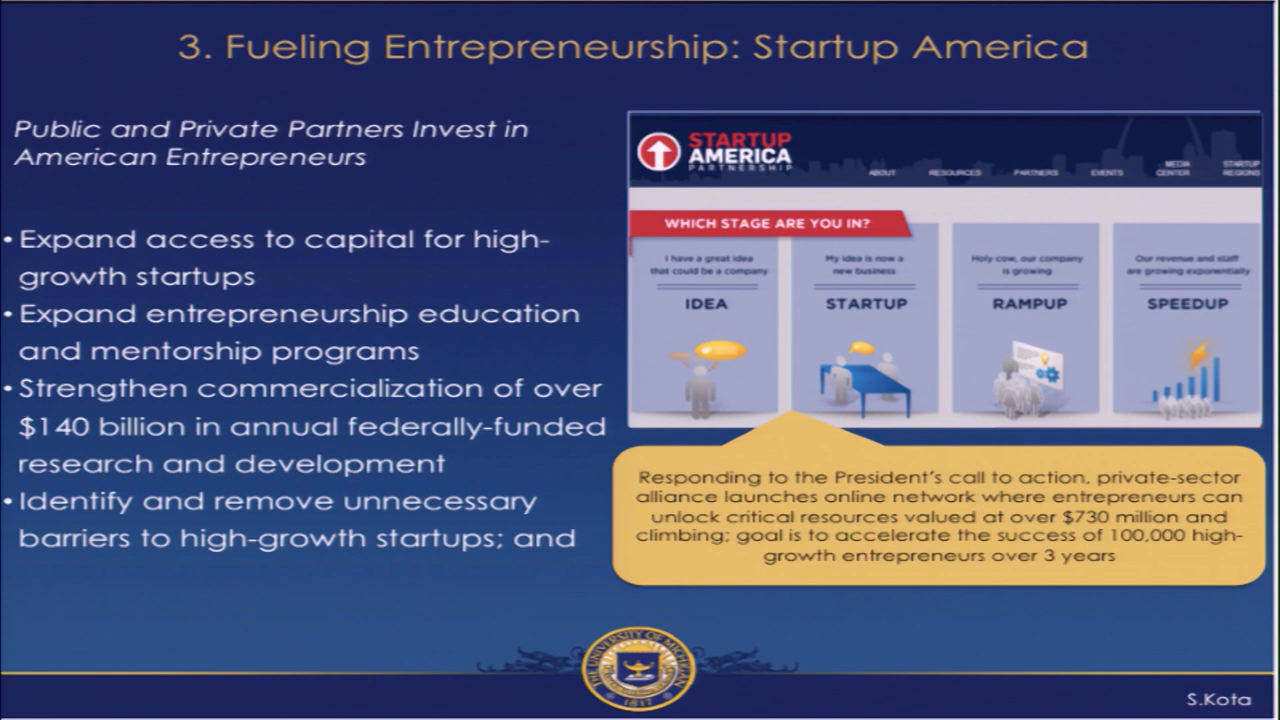 3. Fueling Entrepreneurship: Startup America
Public and Private Partners Invest in
American Entrepreneurs
• Expand access to capital for high-
growth startups
• Expand entrepreneurship education
and mentorship programs
• Strengthen commercialization of over
$140 billion in annual federally-funded
research and development
• Identify and remove unnecessary
barriers to high-growth startups; and
STARTUP
AMERICA
PARTNERSHIP
ABOUT
RESOURCES
PARTNERS
EVENTS
MEDIA
CENTER
STARTUP
REGIONS
WHICH STAGE ARE YOU IN?
I have a great idea
that could be a company
IDEA
My idea is now a
new business
STARTUP
Holy cow, our company
is growing
RAMPUP
Our revenue and staff
are growing exponentially
SPEEDUP
Responding to the President's call to action, private-sector
alliance launches online network where entrepreneurs can
unlock critical resources valued at over $730 million and
climbing; goal is to accelerate the success of 100,000 high-
growth entrepreneurs over 3 years
THE UNIVERSITY OF MICHIGAN
1817
S.Kota